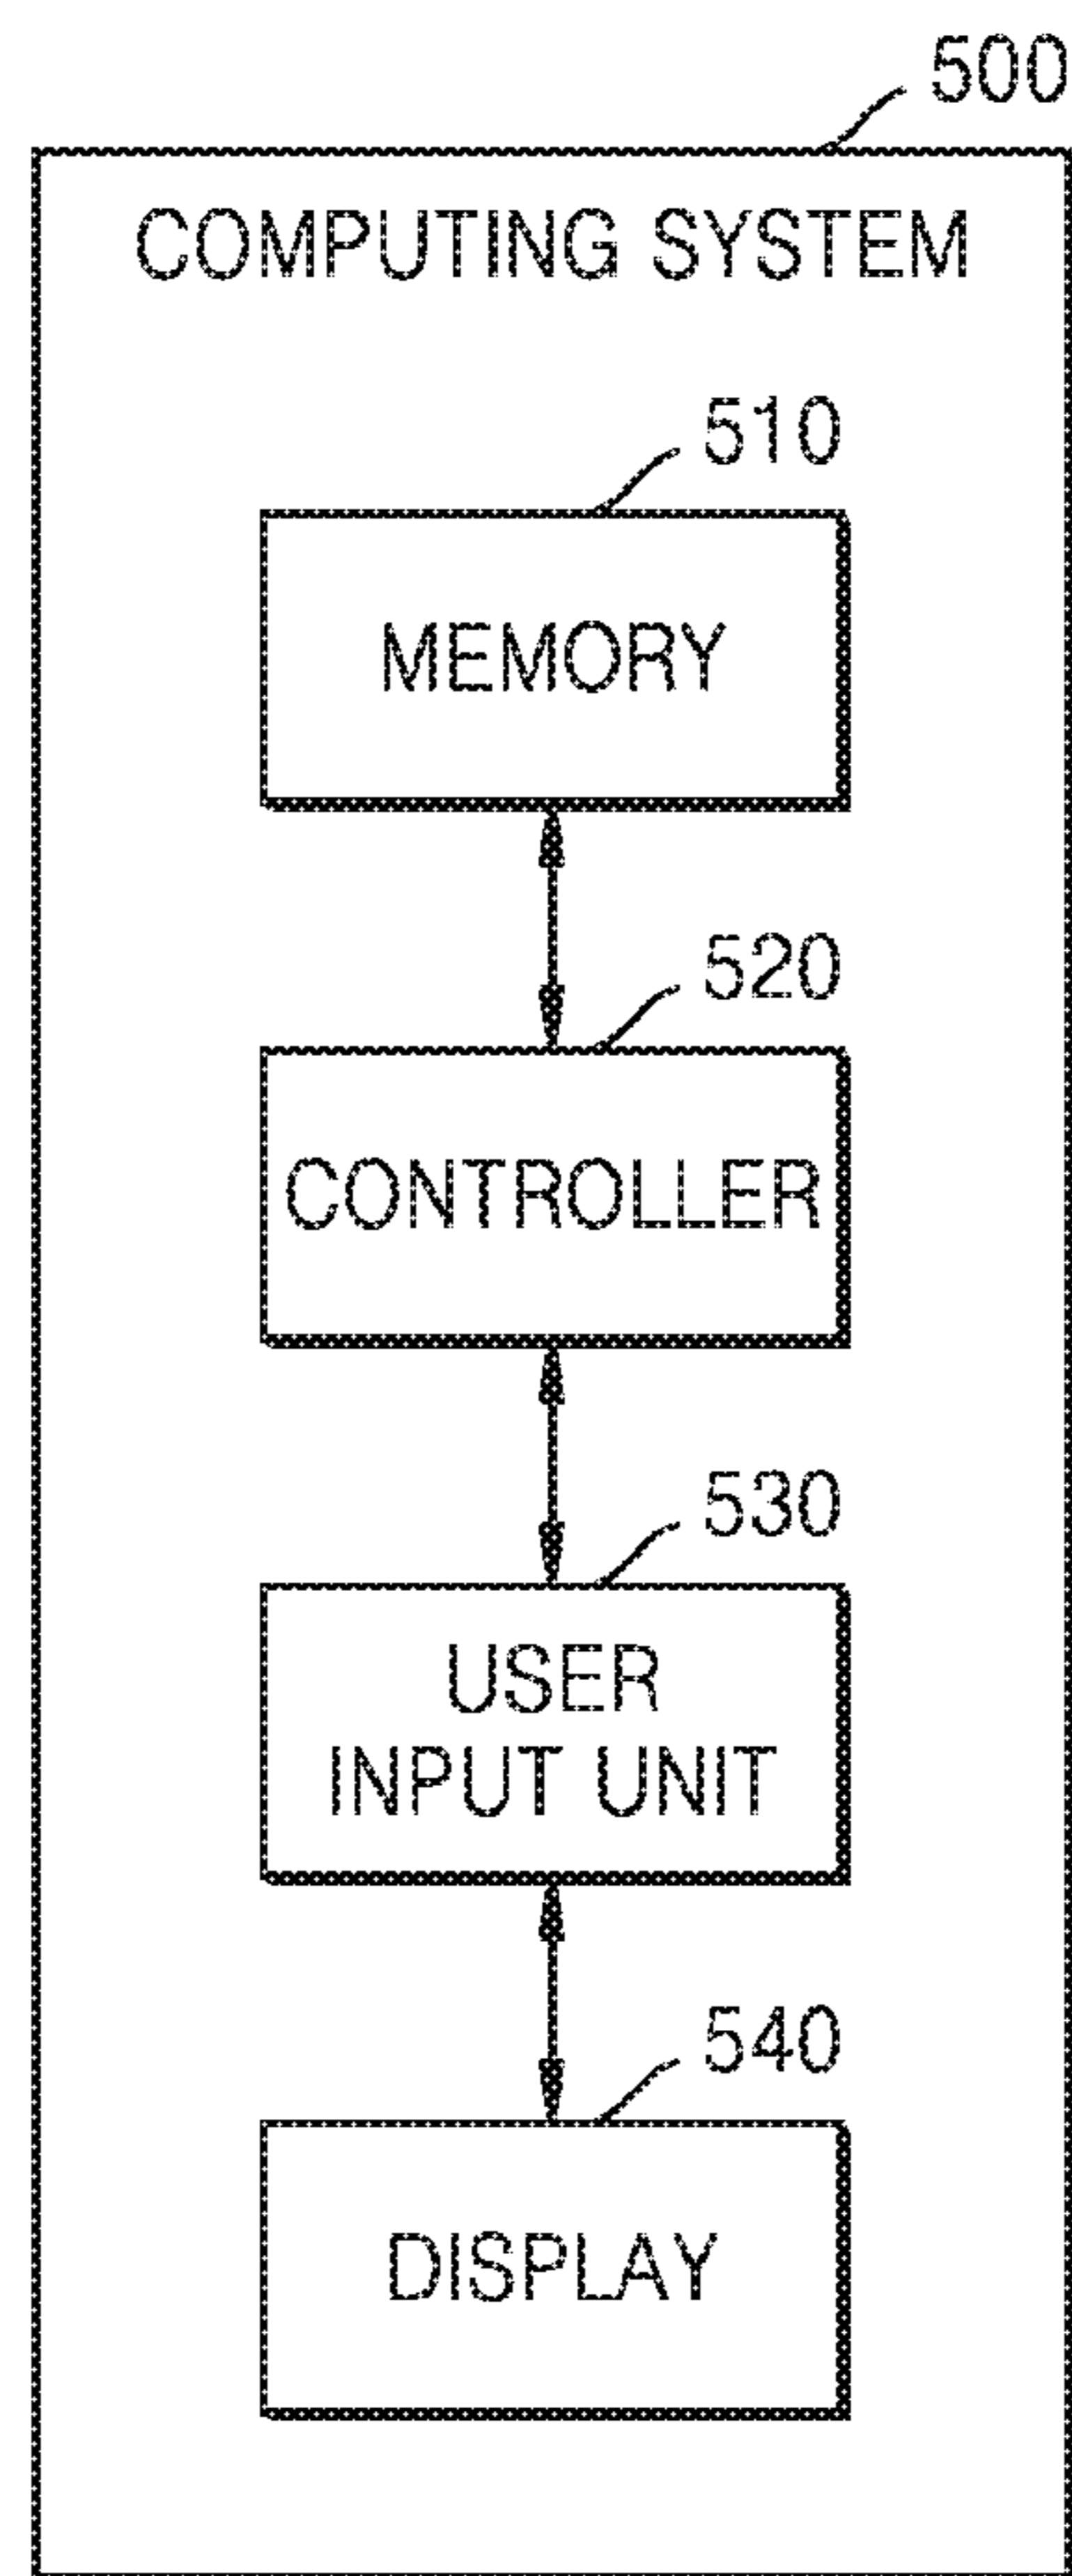 500
COMPUTING SYSTEM
510
MEMORY
520
CONTROLLER
530
USER
INPUT UNIT
540
DISPLAY